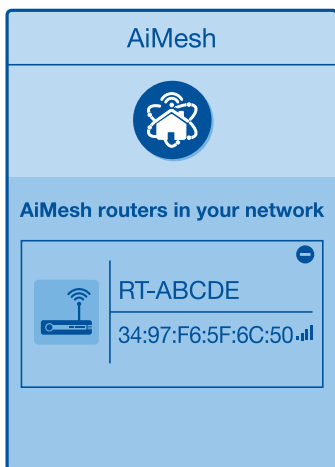 AiMesh
AiMesh routers in your network
RT-ABCDE
34:97:F6:5F:6C:50